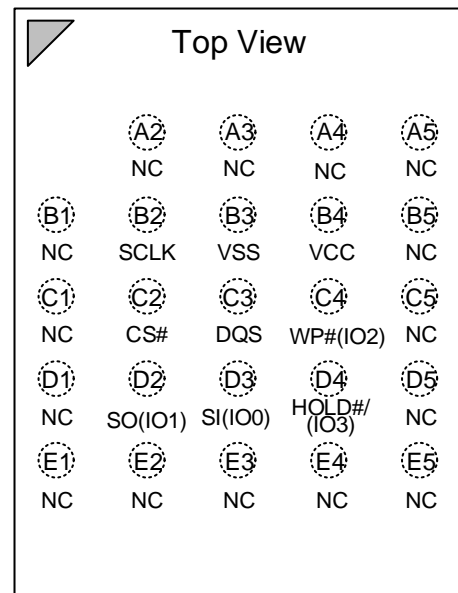 Top View
A2 A3 A4 A5
NC NC NC NC
B1 B2 B3 B4 B5
NC SCLK VSS VCC NC
C1 C2 C3 C4 C5
NC CS# DQS WP#(IO2) NC
D1 D2 D3 D4 D5
NC SO(IO1) SI(IO0) HOLD#/ NC
(IO3)
E1 E2 E3 E4 E5
NC NC NC NC NC